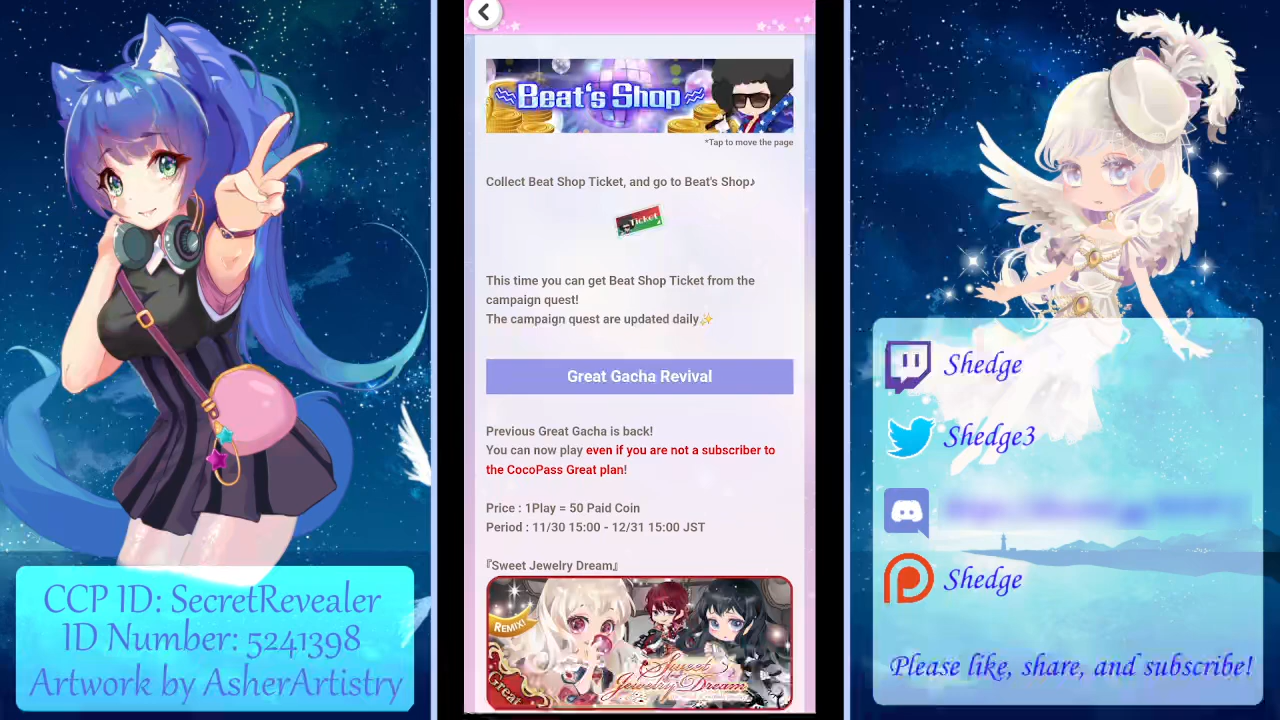 Beat's Shop
*Tap to move the page
Collect Beat Shop Ticket, and go to Beat's Shop♪
Ticket
This time you can get Beat Shop Ticket from the
campaign quest!
The campaign quest are updated daily✨
Great Gacha Revival
Previous Great Gacha is back!
You can now play even if you are not a subscriber to
the CocoPass Great plan!
Price : 1Play = 50 Paid Coin
Period : 11/30 15:00 - 12/31 15:00 JST
『Sweet Jewelry Dream』
REMIX!
Great
Sweet
Jewelry Dream
CCP ID: SecretRevealer
ID Number: 5241398
Artwork by AsherArtistry
Shedge
Shedge3
Shedge
Please like, share, and subscribe!